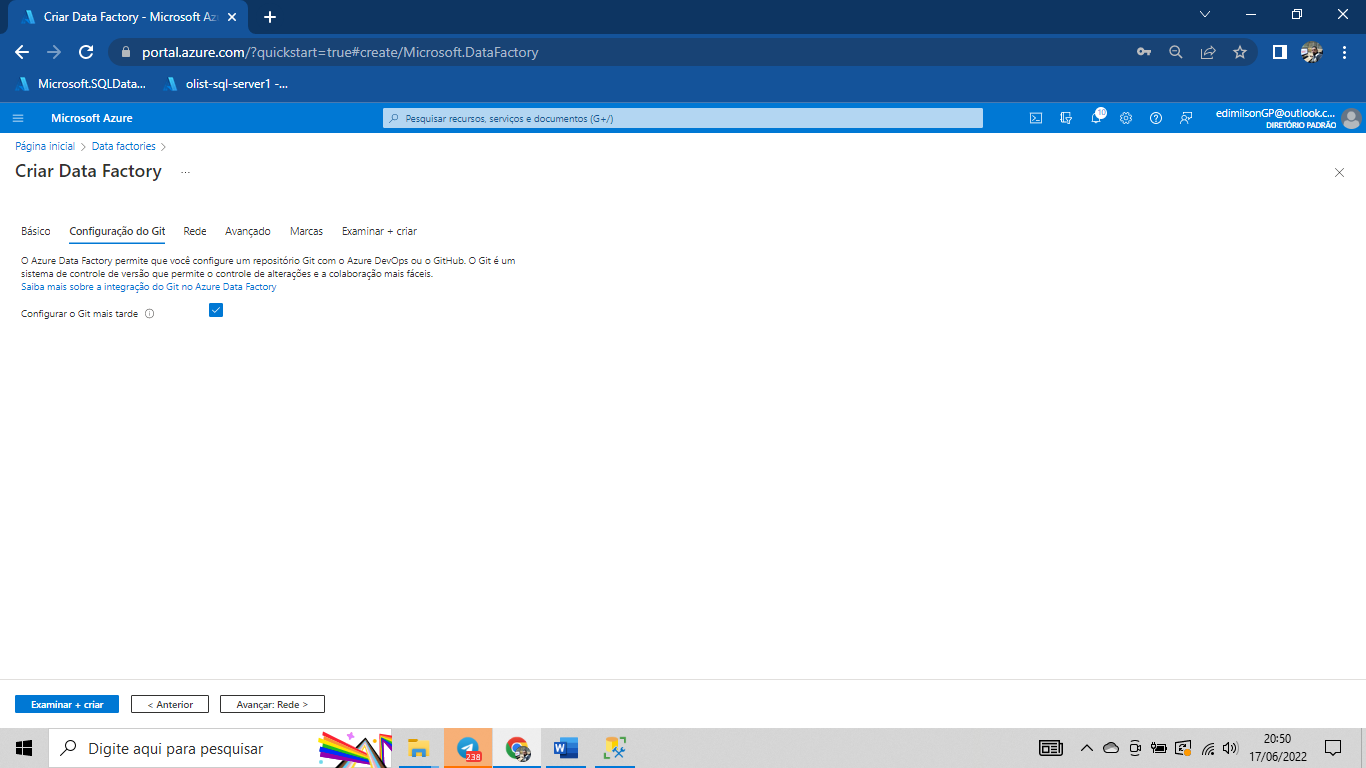 Criar Data Factory - Microsoft Az
portal.azure.com/?quickstart=true#create/Microsoft.DataFactory
Microsoft.SQLData... olist-sql-server1 -...
Microsoft Azure
Pesquisar recursos, serviços e documentos (G+/)
10
edimilsonGP@outlook.c...
DIRETÓRIO PADRÃO
Página inicial > Data factories >
Criar Data Factory ...
Básico Configuração do Git Rede Avançado Marcas Examinar + criar
O Azure Data Factory permite que você configure um repositório Git com o Azure DevOps ou o GitHub. O Git é um
sistema de controle de versão que permite o controle de alterações e a colaboração mais fáceis.
Saiba mais sobre a integração do Git no Azure Data Factory
Configurar o Git mais tarde
Examinar + criar < Anterior Avançar: Rede >
Digite aqui para pesquisar
238
20:50
17/06/2022